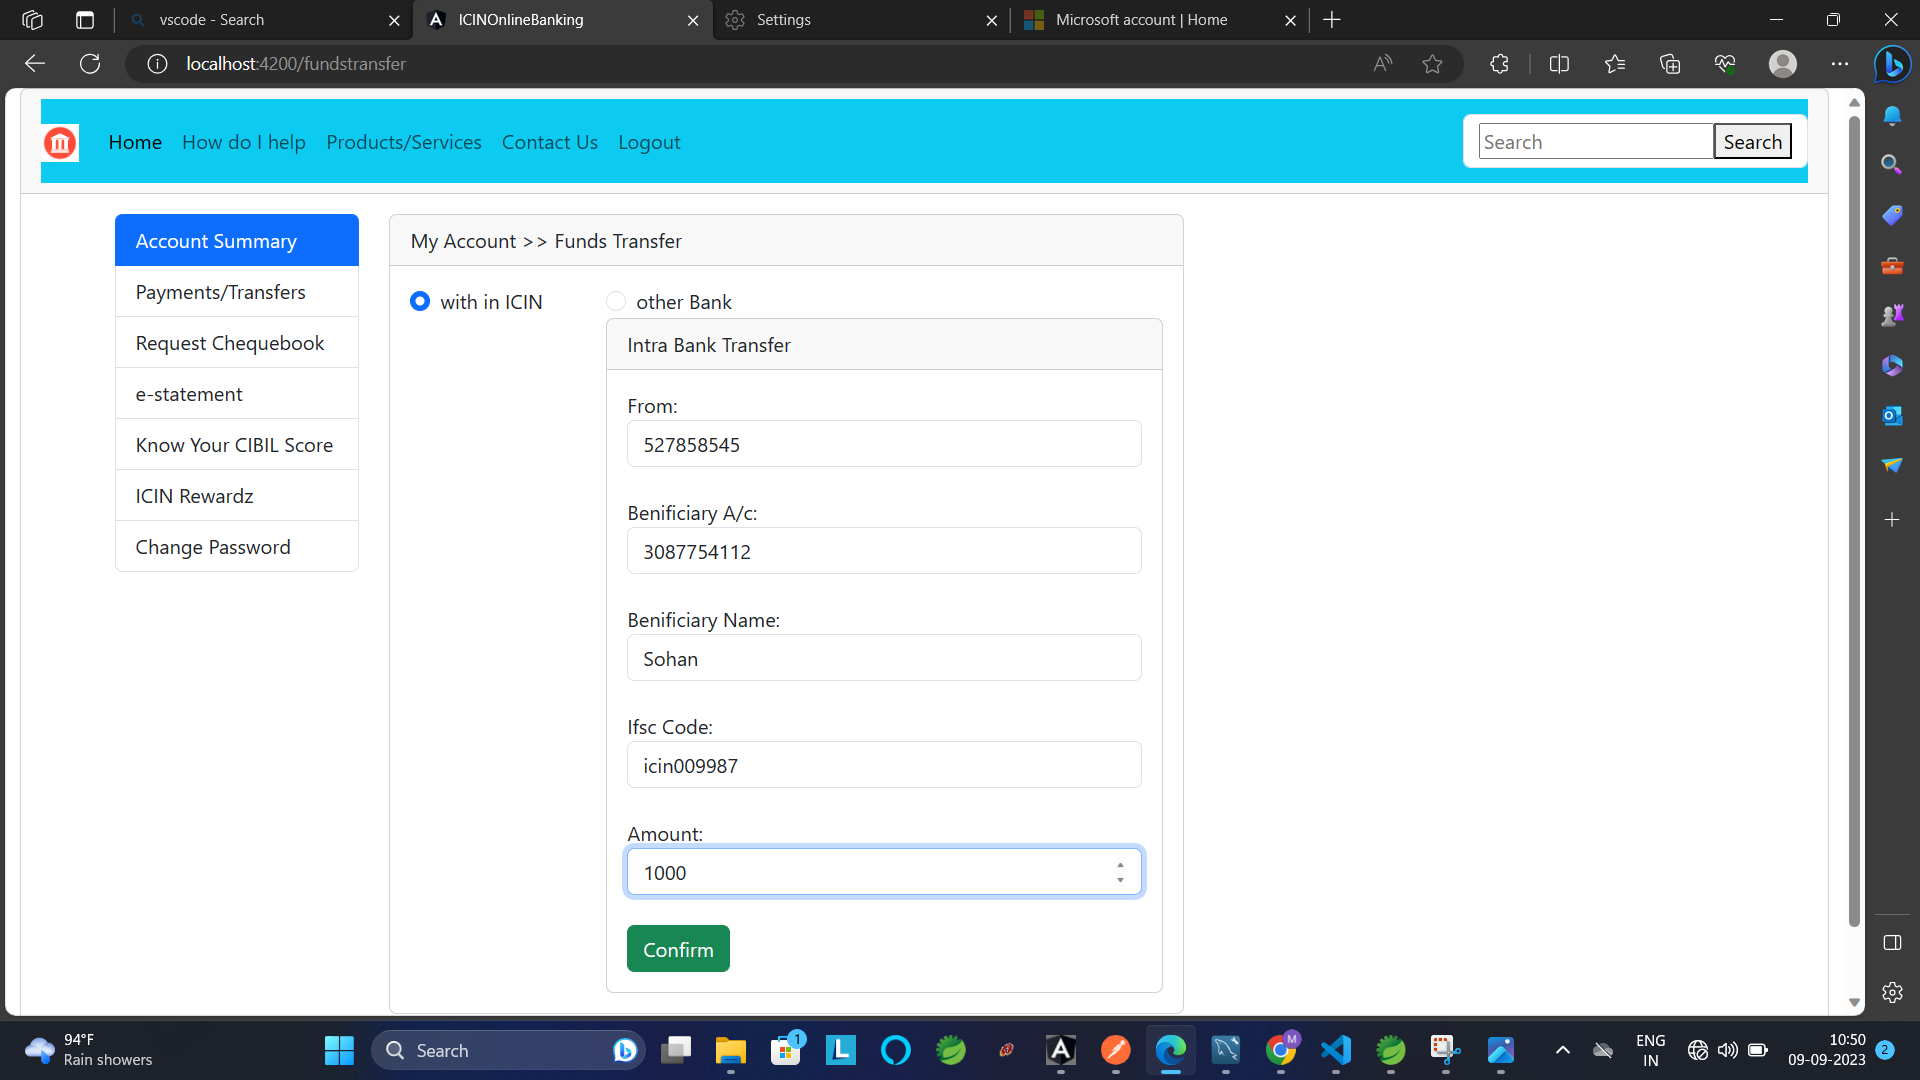 vscode - Search
ICINOnlineBanking
Settings
Microsoft account | Home
localhost:4200/fundstransfer
Home
How do I help
Products/Services
Contact Us
Logout
Search
Search
Account Summary
Payments/Transfers
Request Chequebook
e-statement
Know Your CIBIL Score
ICIN Rewardz
Change Password
My Account >> Funds Transfer
with in ICIN
other Bank
Intra Bank Transfer
From:
527858545
Benificiary A/c:
3087754112
Benificiary Name:
Sohan
Ifsc Code:
icin009987
Amount:
1000
Confirm
94°F
Rain showers
Search
1
L
A
M
ENG
IN
10:50
09-09-2023
2